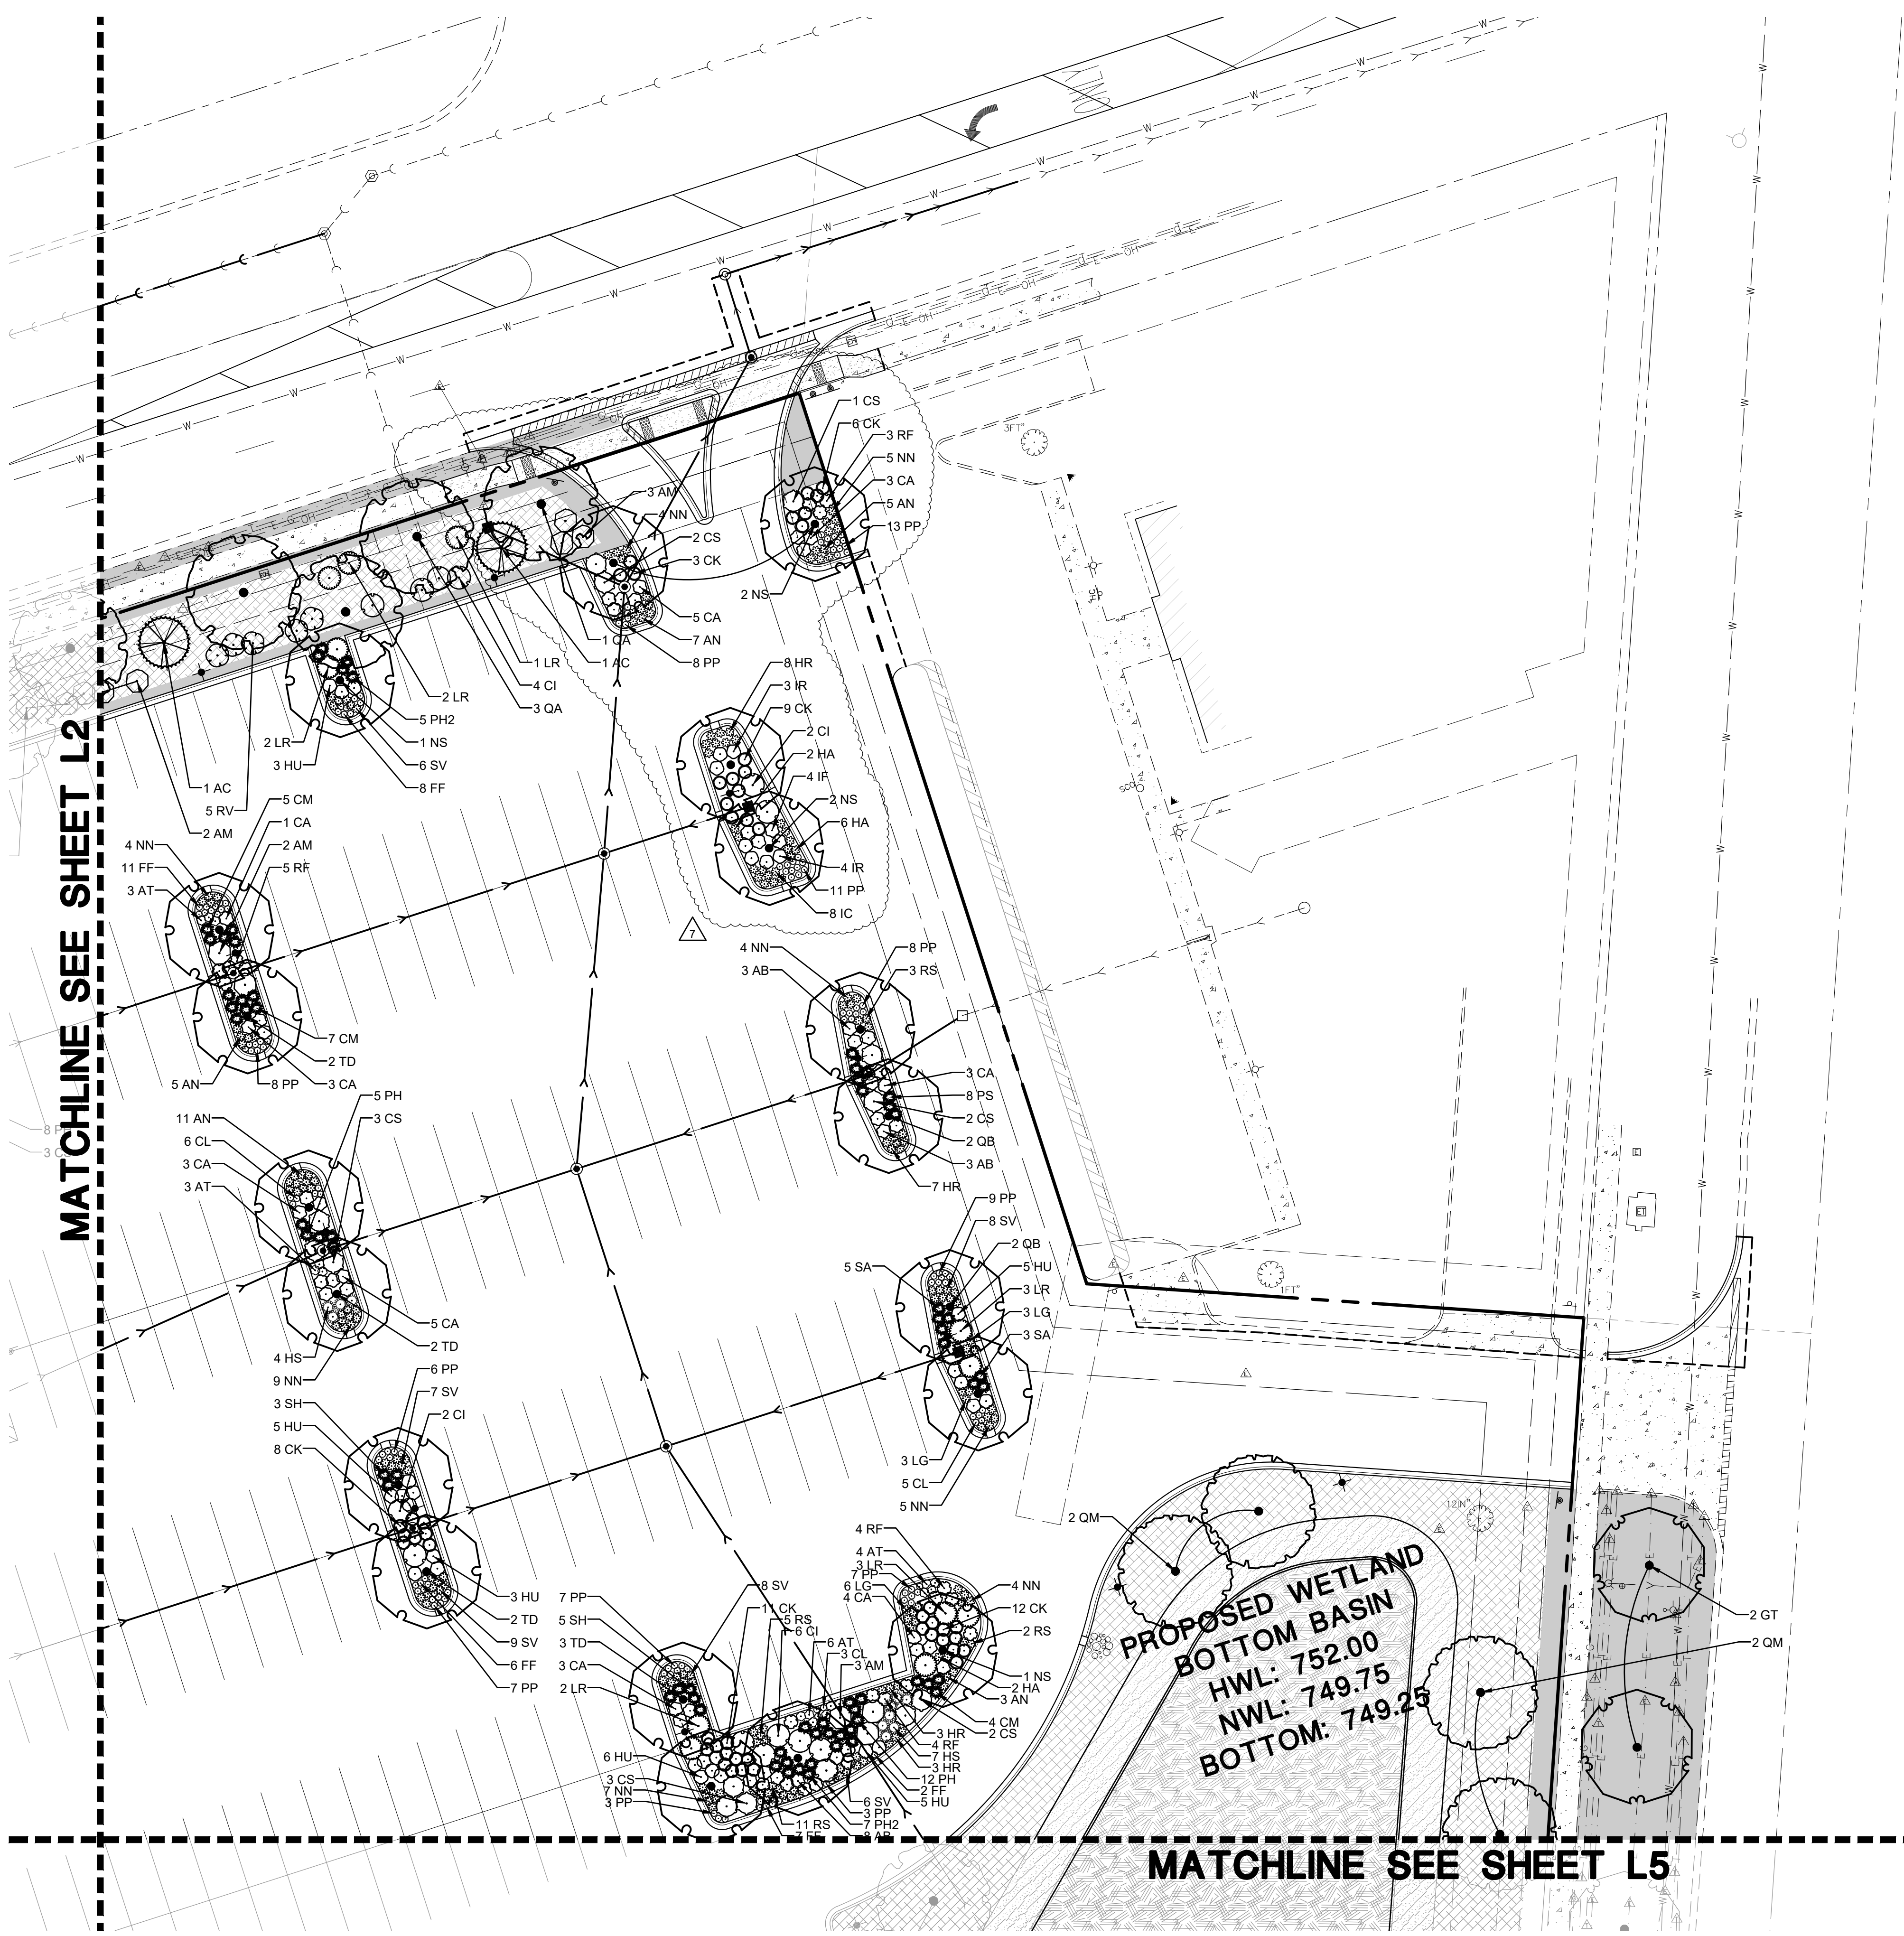 ONLY
W
W
W
W
W
W
W
W
W
3FT"
1 CS
6 CK
3 RF
5 NN
3 CA
5 AN
13 PP
2 NS
3 AM
4 NN
2 CS
3 CK
5 CA
7 AN
8 PP
1 QA
1 AC
1 LR
4 CI
3 QA
2 LR
5 PH2
1 NS
6 SV
8 FF
2 LR
3 HU
1 AC
5 RV
2 AM
8 HR
3 IR
9 CK
2 CI
2 HA
4 IF
2 NS
6 HA
4 IR
11 PP
8 IC
7
5 CM
1 CA
2 AM
5 RF
4 NN
11 FF
3 AT
7 CM
2 TD
3 CA
5 AN
8 PP
MATCHLINE SEE SHEET L2
4 NN
3 AB
8 PP
3 RS
3 CA
8 PS
2 CS
2 QB
3 AB
7 HR
5 PH
3 CS
11 AN
6 CL
3 CA
3 AT
5 CA
2 TD
4 HS
9 NN
9 PP
8 SV
2 QB
5 HU
3 LR
3 LG
3 SA
5 SA
3 LG
5 CL
5 NN
1FT"
ET
6 PP
7 SV
2 CI
3 SH
5 HU
8 CK
3 HU
2 TD
9 SV
6 FF
7 PP
2 QM
12IN"
PROPOSED WETLAND
BOTTOM BASIN
HWL: 752.00
NWL: 749.75
BOTTOM: 749.25
2 GT
2 QM
4 RF
4 AT
3 LR
7 PP
6 LG
4 CA
4 NN
12 CK
2 RS
1 NS
2 HA
3 AN
4 CM
2 CS
7 PP
5 SH
3 TD
3 CA
2 LR
8 SV
11 CK
5 RS
6 CI
6 AT
3 CL
3 AM
3 HR
4 RF
7 HS
3 HR
12 PH
2 FF
5 HU
6 HU
3 CS
7 NN
3 PP
6 SV
3 PP
7 PH2
11 RS
MATCHLINE SEE SHEET L5